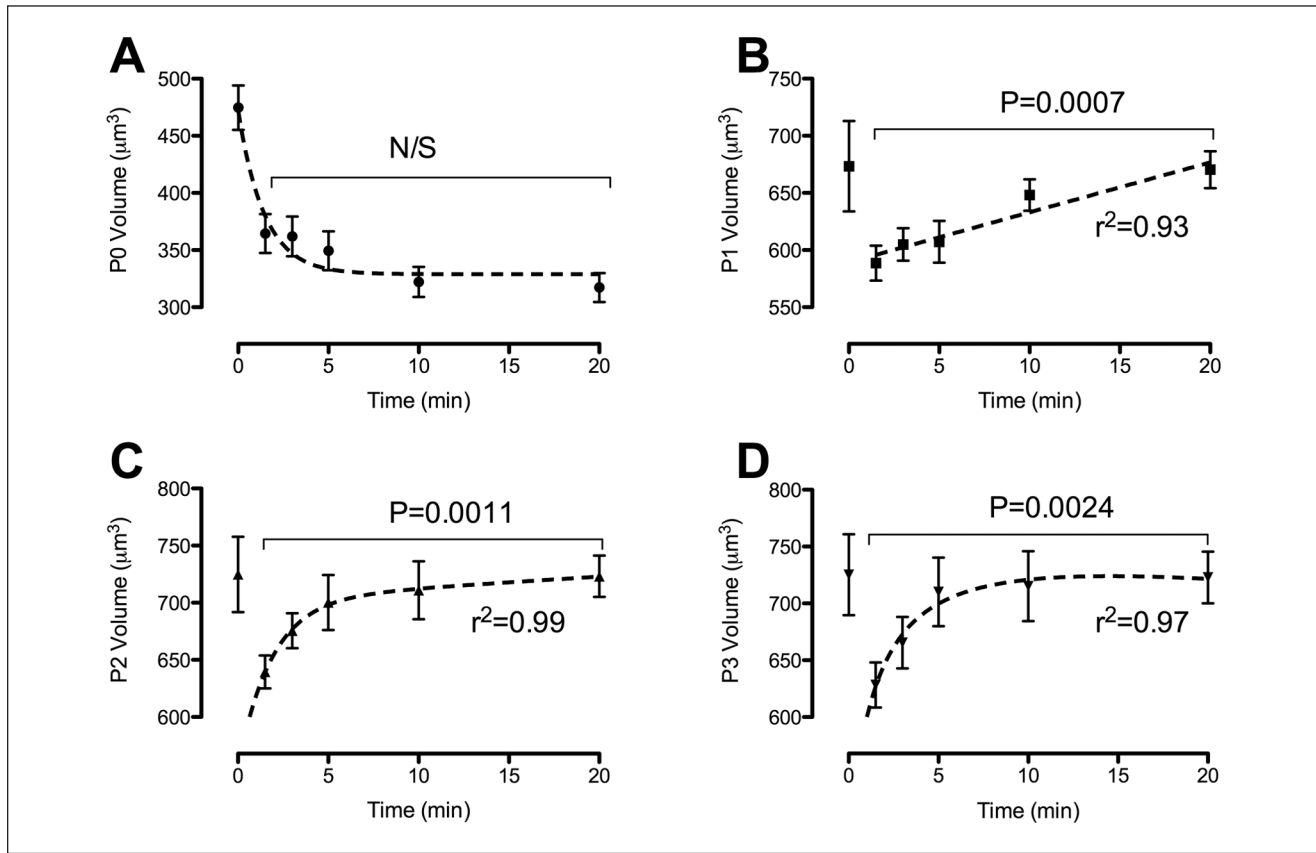 A
P0 Volume (μm³)
500
450
400
350
300
N/S
0 5 10 15 20
Time (min)
B
P1 Volume (μm³)
750
700
650
600
550
P=0.0007
r²=0.93
0 5 10 15 20
Time (min)
C
P2 Volume (μm³)
800
750
700
650
600
P=0.0011
r²=0.99
0 5 10 15 20
Time (min)
D
P3 Volume (μm³)
800
750
700
650
600
P=0.0024
r²=0.97
0 5 10 15 20
Time (min)